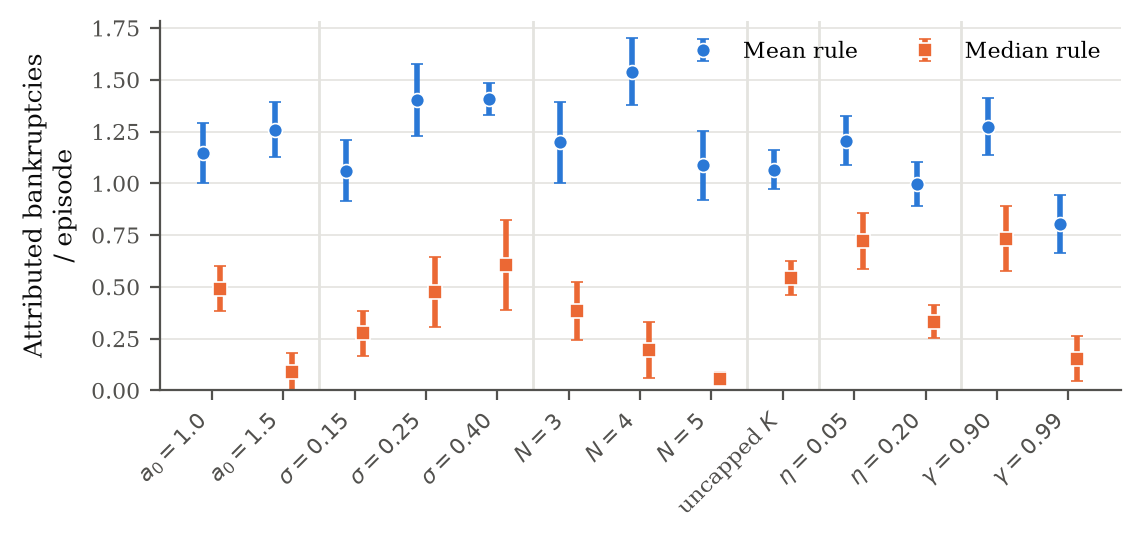 Attributed bankruptcies
/ episode
1.75
1.50
1.25
1.00
0.75
0.50
0.25
0.00
Mean rule
Median rule
a₀ = 1.0
a₀ = 1.5
σ = 0.15
σ = 0.25
σ = 0.40
N = 3
N = 4
N = 5
uncapped K
η = 0.05
η = 0.20
γ = 0.90
γ = 0.99